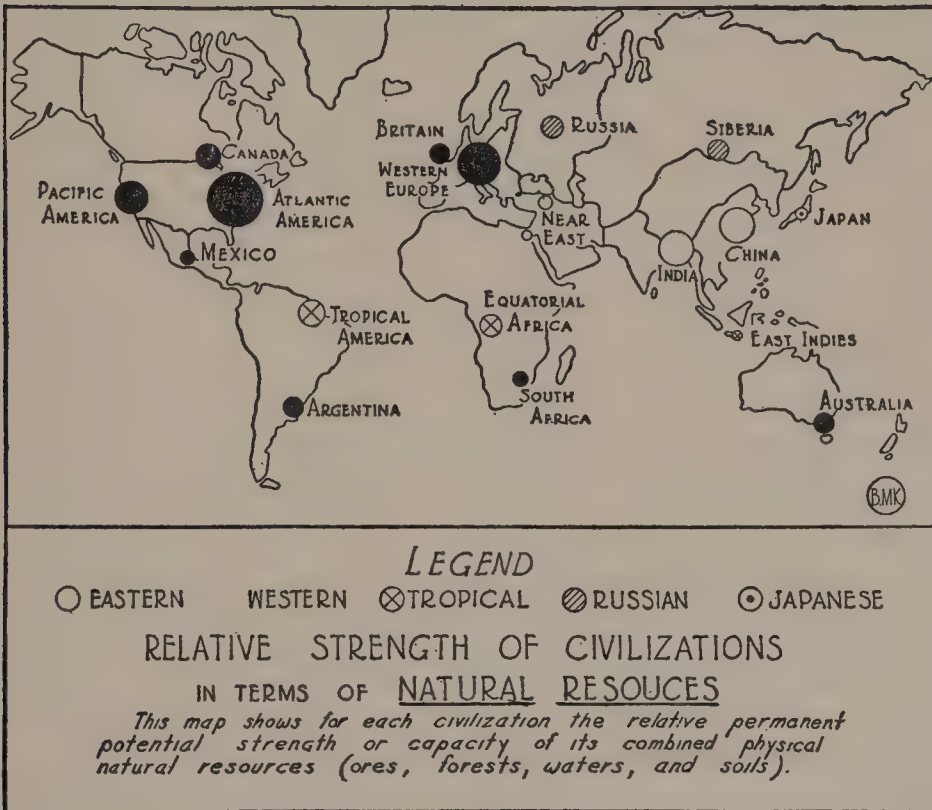 BRITAIN
RUSSIA
SIBERIA
CANADA
WESTERN
EUROPE
PACIFIC
AMERICA
ATLANTIC
AMERICA
NEAR
EAST
JAPAN
MEXICO
CHINA
INDIA
EQUATORIAL
AFRICA
TROPICAL
AMERICA
EAST INDIES
SOUTH
AFRICA
ARGENTINA
AUSTRALIA
B.MK
LEGEND
EASTERN WESTERN TROPICAL RUSSIAN JAPANESE
RELATIVE STRENGTH OF CIVILIZATIONS
IN TERMS OF NATURAL RESOUCES
This map shows for each civilization the relative permanent
potential strength or capacity of its combined physical
natural resources (ores, forests, waters, and soils).